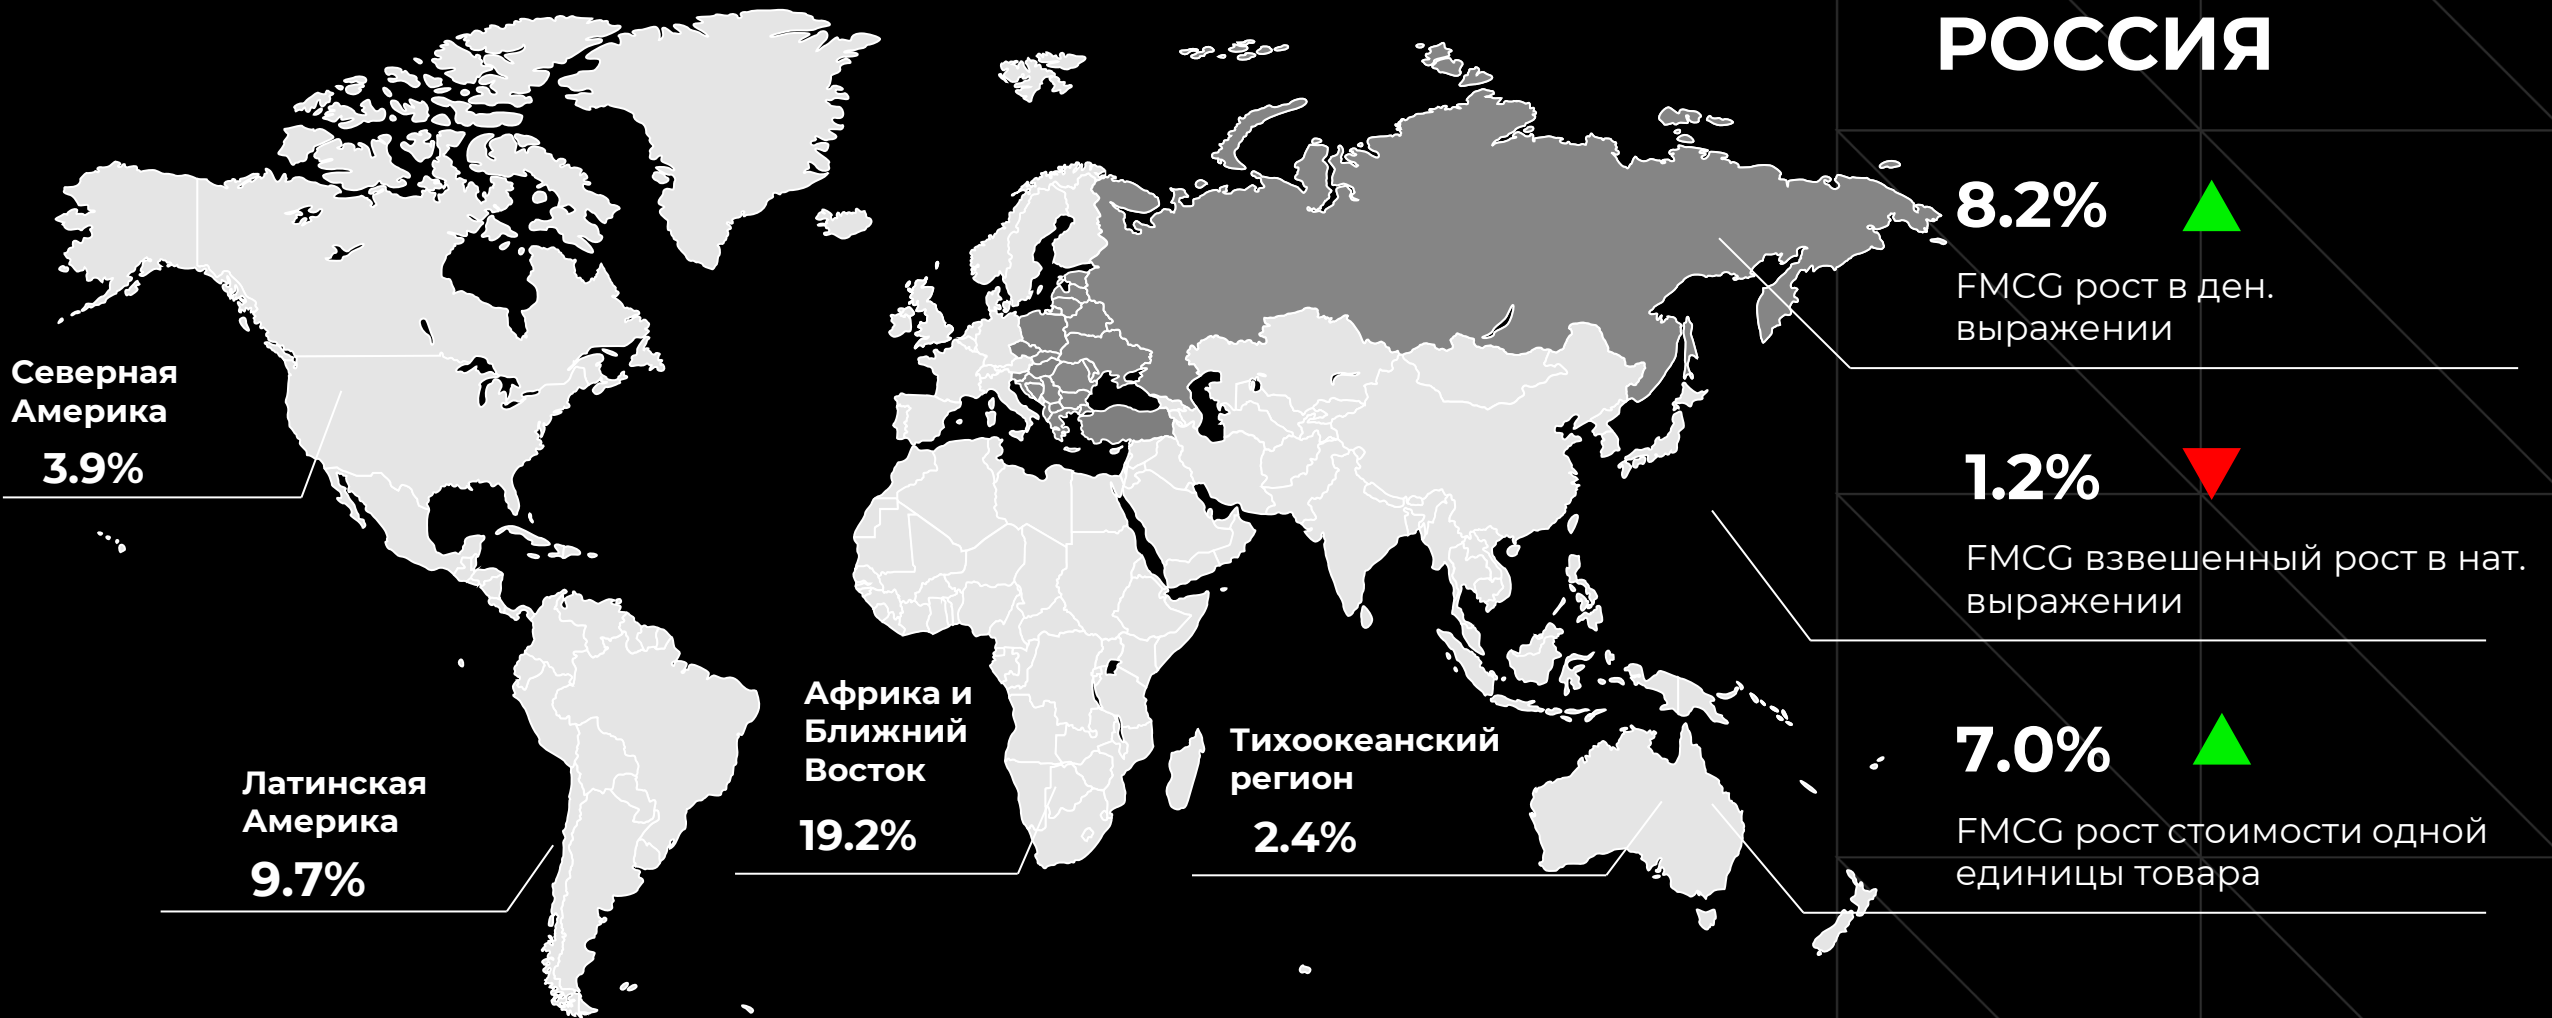 РОССИЯ
8.2%
FMCG рост в ден.
выражении
1.2%
FMCG взвешенный рост в нат.
выражении
7.0%
FMCG рост стоимости одной
единицы товара
Северная
Америка
3.9%
Латинская
Америка
9.7%
Африка и
Ближний
Восток
19.2%
Тихоокеанский
регион
2.4%